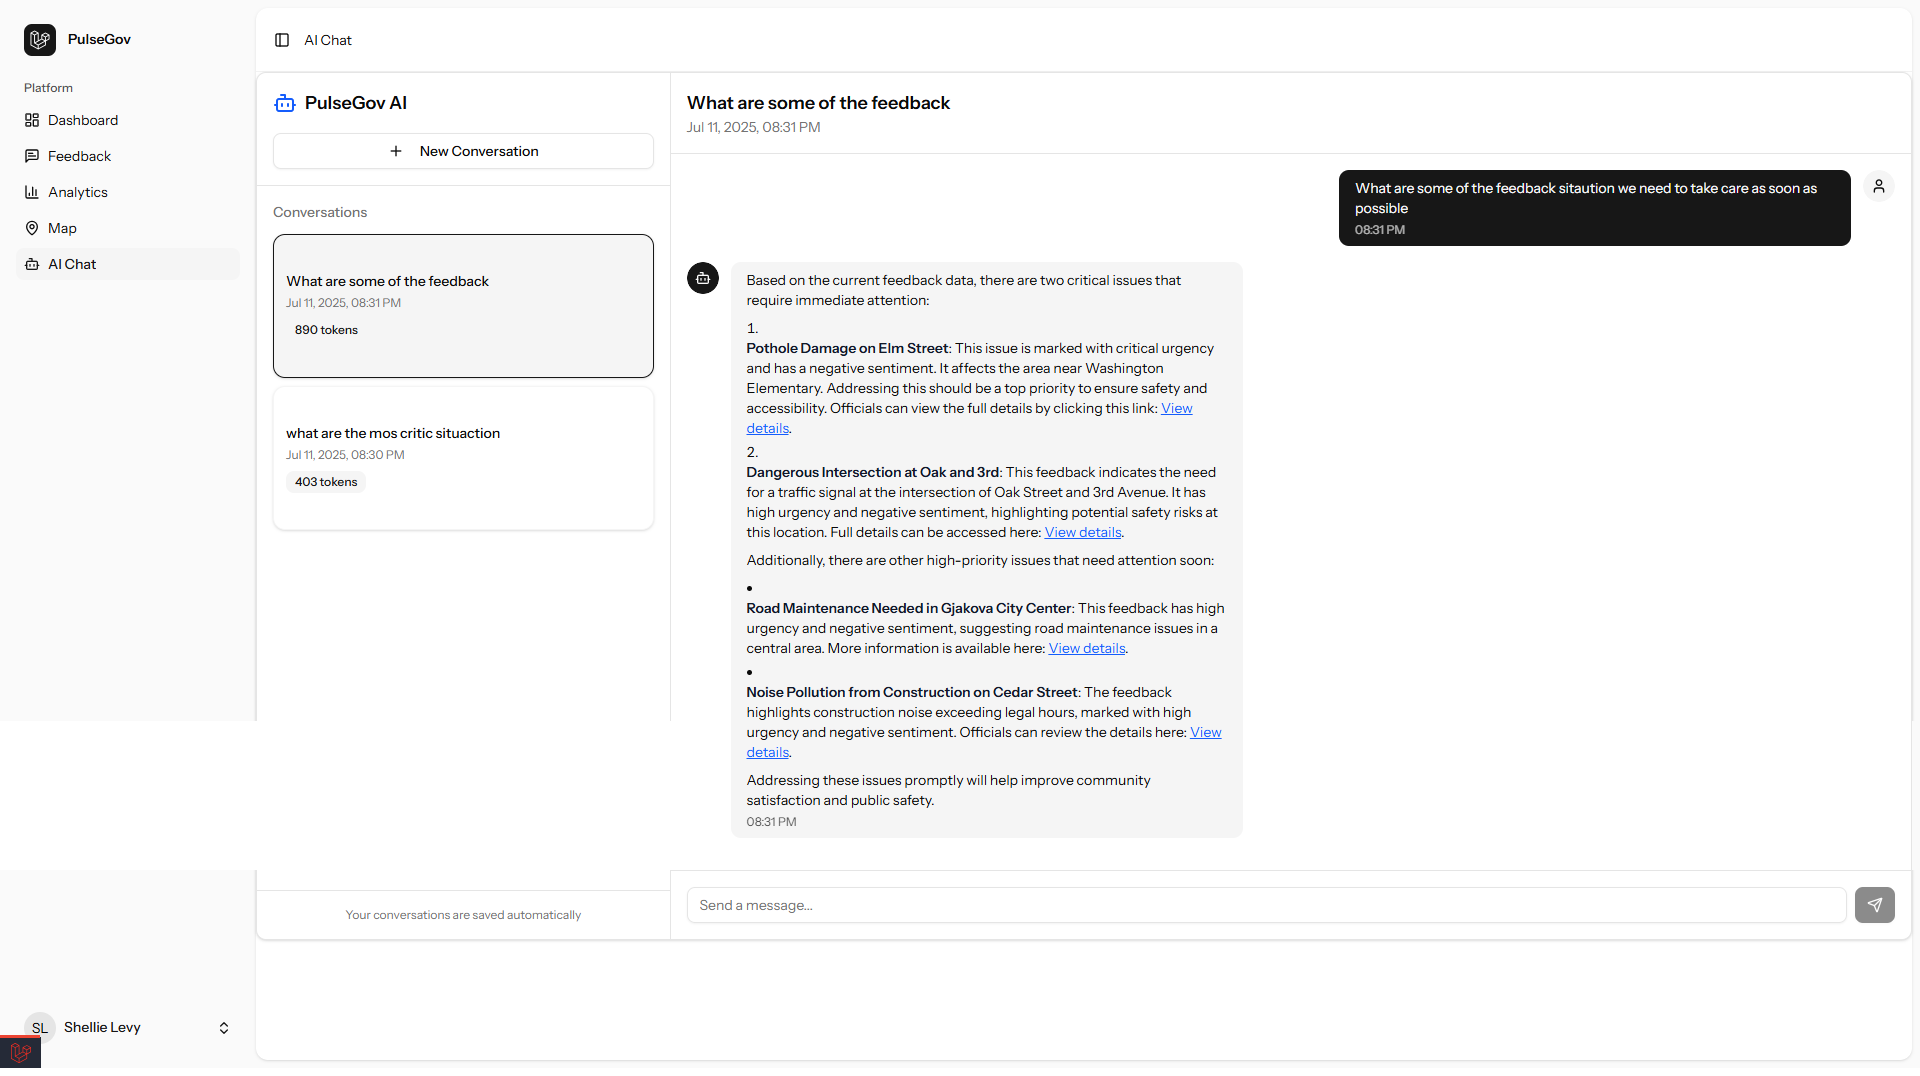 PulseGov
Platform
Dashboard
Feedback
Analytics
Map
AI Chat
SL
Shellie Levy
AI Chat
PulseGov AI
New Conversation
Conversations
What are some of the feedback
Jul 11, 2025, 08:31 PM
890 tokens
what are the mos critic situaction
Jul 11, 2025, 08:30 PM
403 tokens
Your conversations are saved automatically
What are some of the feedback
Jul 11, 2025, 08:31 PM
What are some of the feedback sitaution we need to take care as soon as
possible
08:31 PM
Based on the current feedback data, there are two critical issues that
require immediate attention:
1.
Pothole Damage on Elm Street: This issue is marked with critical urgency
and has a negative sentiment. It affects the area near Washington
Elementary. Addressing this should be a top priority to ensure safety and
accessibility. Officials can view the full details by clicking this link: View
details.
2.
Dangerous Intersection at Oak and 3rd: This feedback indicates the need
for a traffic signal at the intersection of Oak Street and 3rd Avenue. It has
high urgency and negative sentiment, highlighting potential safety risks at
this location. Full details can be accessed here: View details.
Additionally, there are other high-priority issues that need attention soon:
•
Road Maintenance Needed in Gjakova City Center: This feedback has high
urgency and negative sentiment, suggesting road maintenance issues in a
central area. More information is available here: View details.
•
Noise Pollution from Construction on Cedar Street: The feedback
highlights construction noise exceeding legal hours, marked with high
urgency and negative sentiment. Officials can review the details here: View
details.
Addressing these issues promptly will help improve community
satisfaction and public safety.
08:31 PM
Send a message...